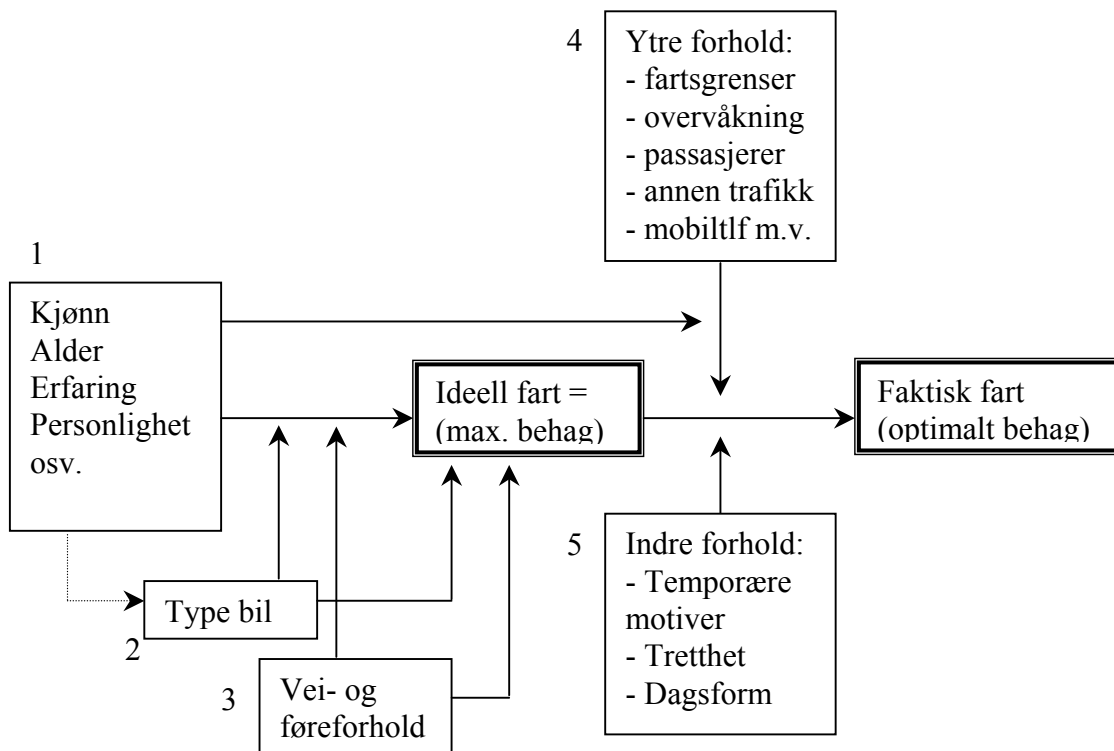 4
Ytre forhold:
- fartsgrenser
- overvåkning
- passasjerer
- annen trafikk
- mobiltlf m.v.
1
Kjønn
Alder
Erfaring
Personlighet
osv.
Ideell fart =
(max. behag)
Faktisk fart
(optimalt behag)
2
Type bil
3
Vei- og
føreforhold
5
Indre forhold:
- Temporære
motiver
- Tretthet
- Dagsform